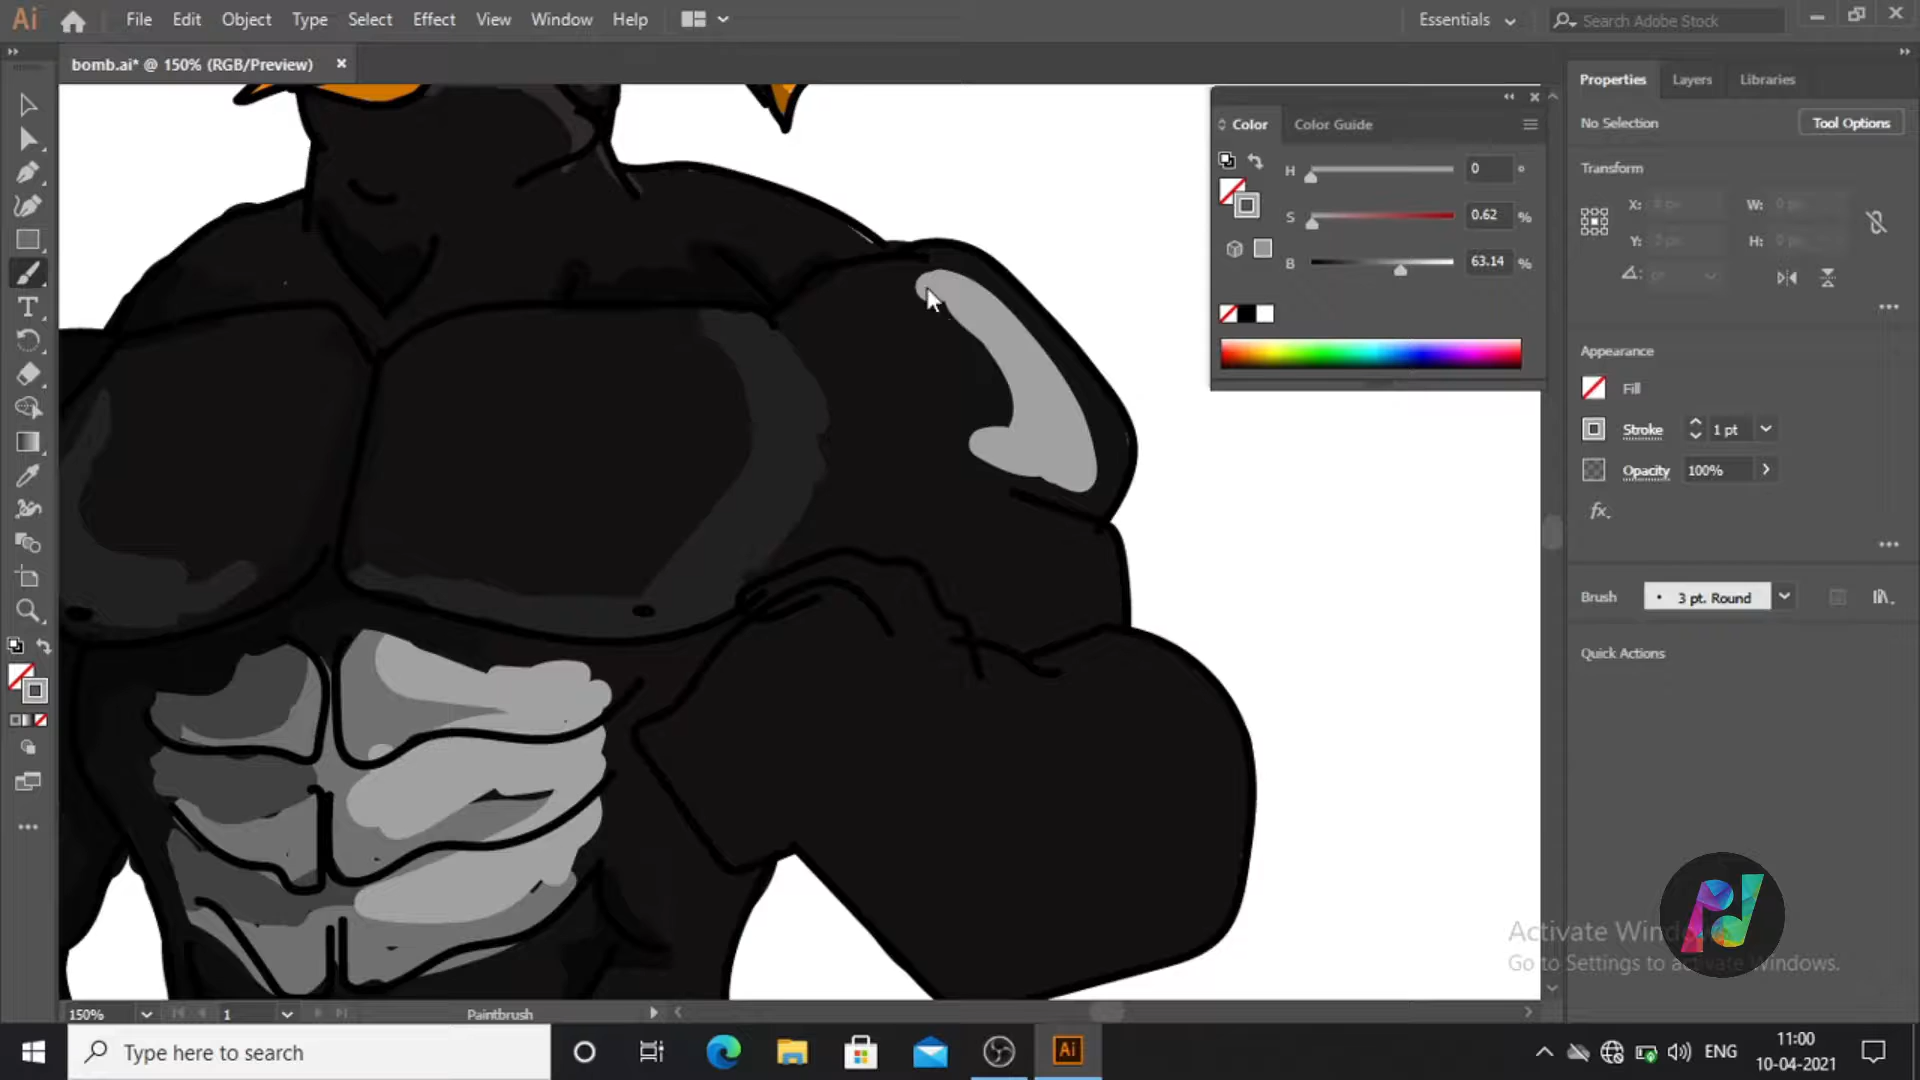 Ai File Edit Object Type Select Effect View Window Help Essentials Search Adobe Stock
bomb.ai* @ 150% (RGB/Preview)
Properties Layers Libraries
No Selection Tool Options
Color Color Guide
H 0 °
S 0.62 %
B 63.14 %
Transform
X: W:
Y: H:
Appearance
Fill
Stroke 1 pt
Opacity 100%
fx.
Brush 3 pt. Round
Quick Actions
Activate Win
Go to Settings to activate Windows.
150% 1 Paintbrush
Type here to search
Ai
ENG
11:00
10-04-2021